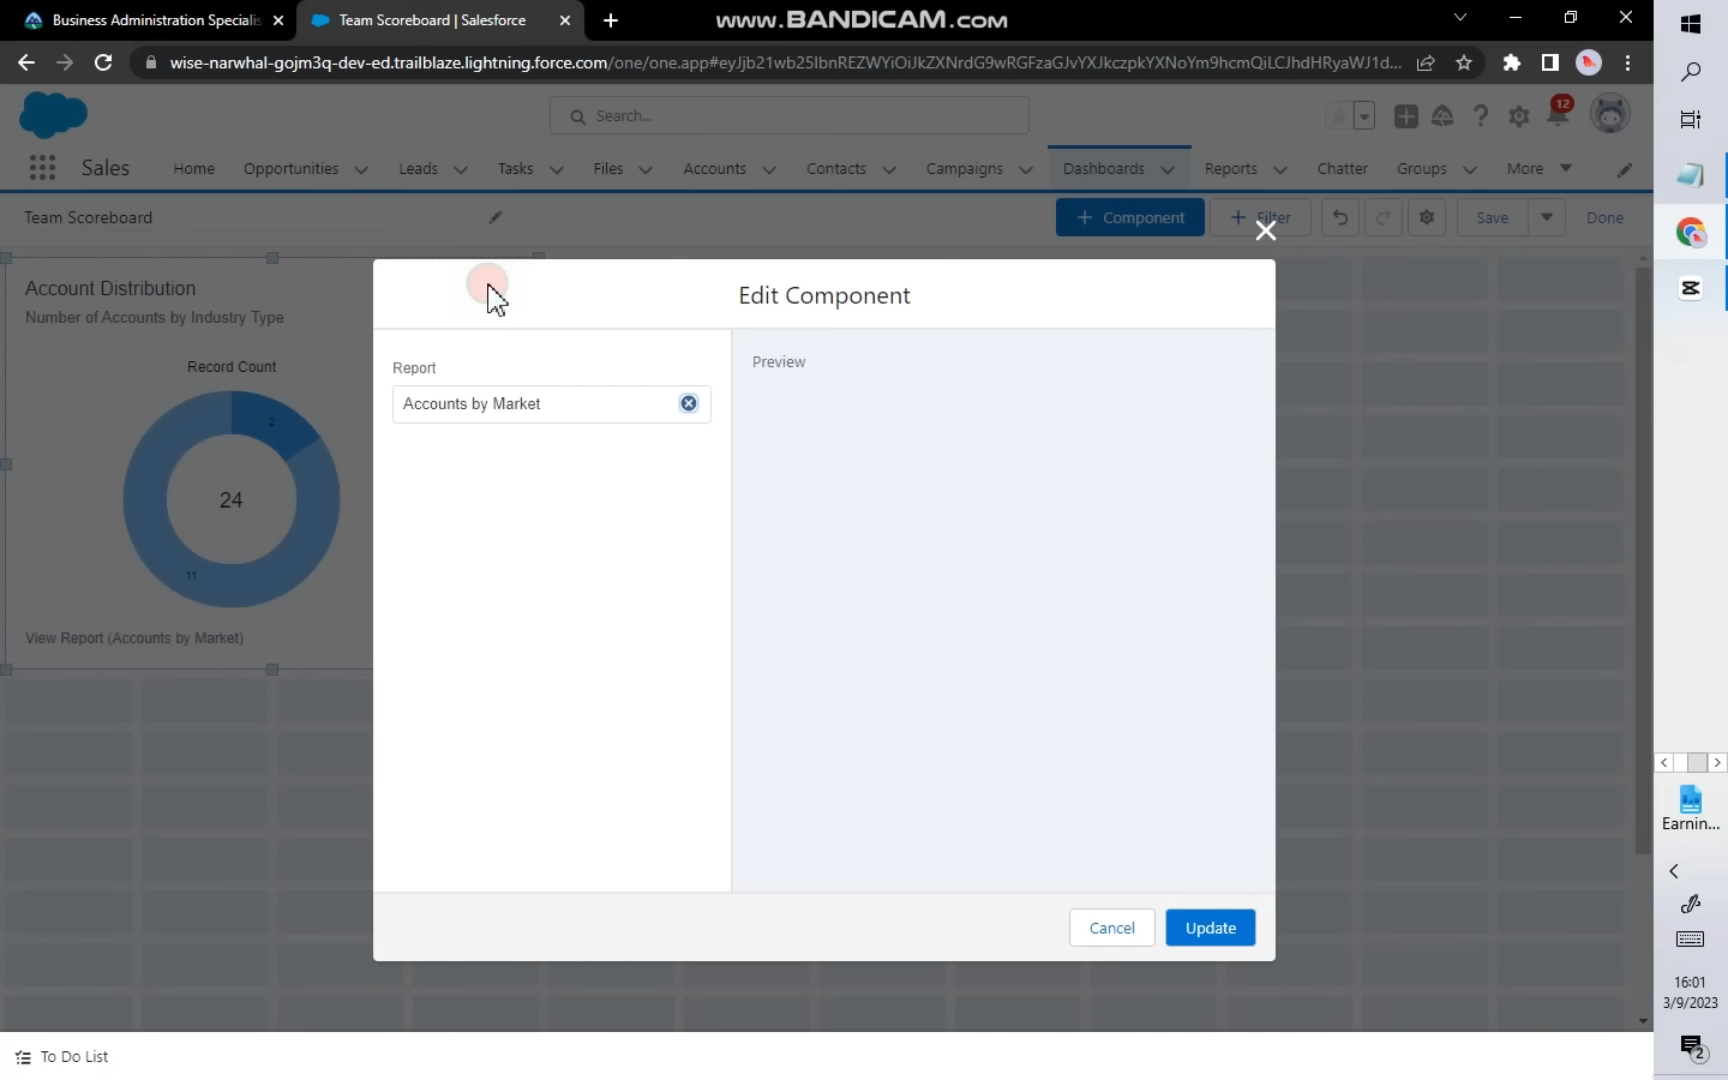 Business Administration Specialis
Team Scoreboard | Salesforce
www.BANDICAM.com
wise-narwhal-gojm3q-dev-ed.trailblaze.lightning.force.com/one/one.app#eyJjb21wb25lbnREZWYiOiJkZXNrdG9wRGFzaGJvYXJkczpkYXNoYm9hcmQiLCJhdHRyaWJ1d...
Search...
12
Sales
Home
Opportunities
Leads
Tasks
Files
Accounts
Contacts
Campaigns
Dashboards
Reports
Chatter
Groups
More
Team Scoreboard
+ Component
+ Filter
Save
Done
Account Distribution
Number of Accounts by Industry Type
Record Count
2
24
11
View Report (Accounts by Market)
Edit Component
Report
Accounts by Market
Preview
Cancel
Update
To Do List
Earnin...
16:01
3/9/2023
2